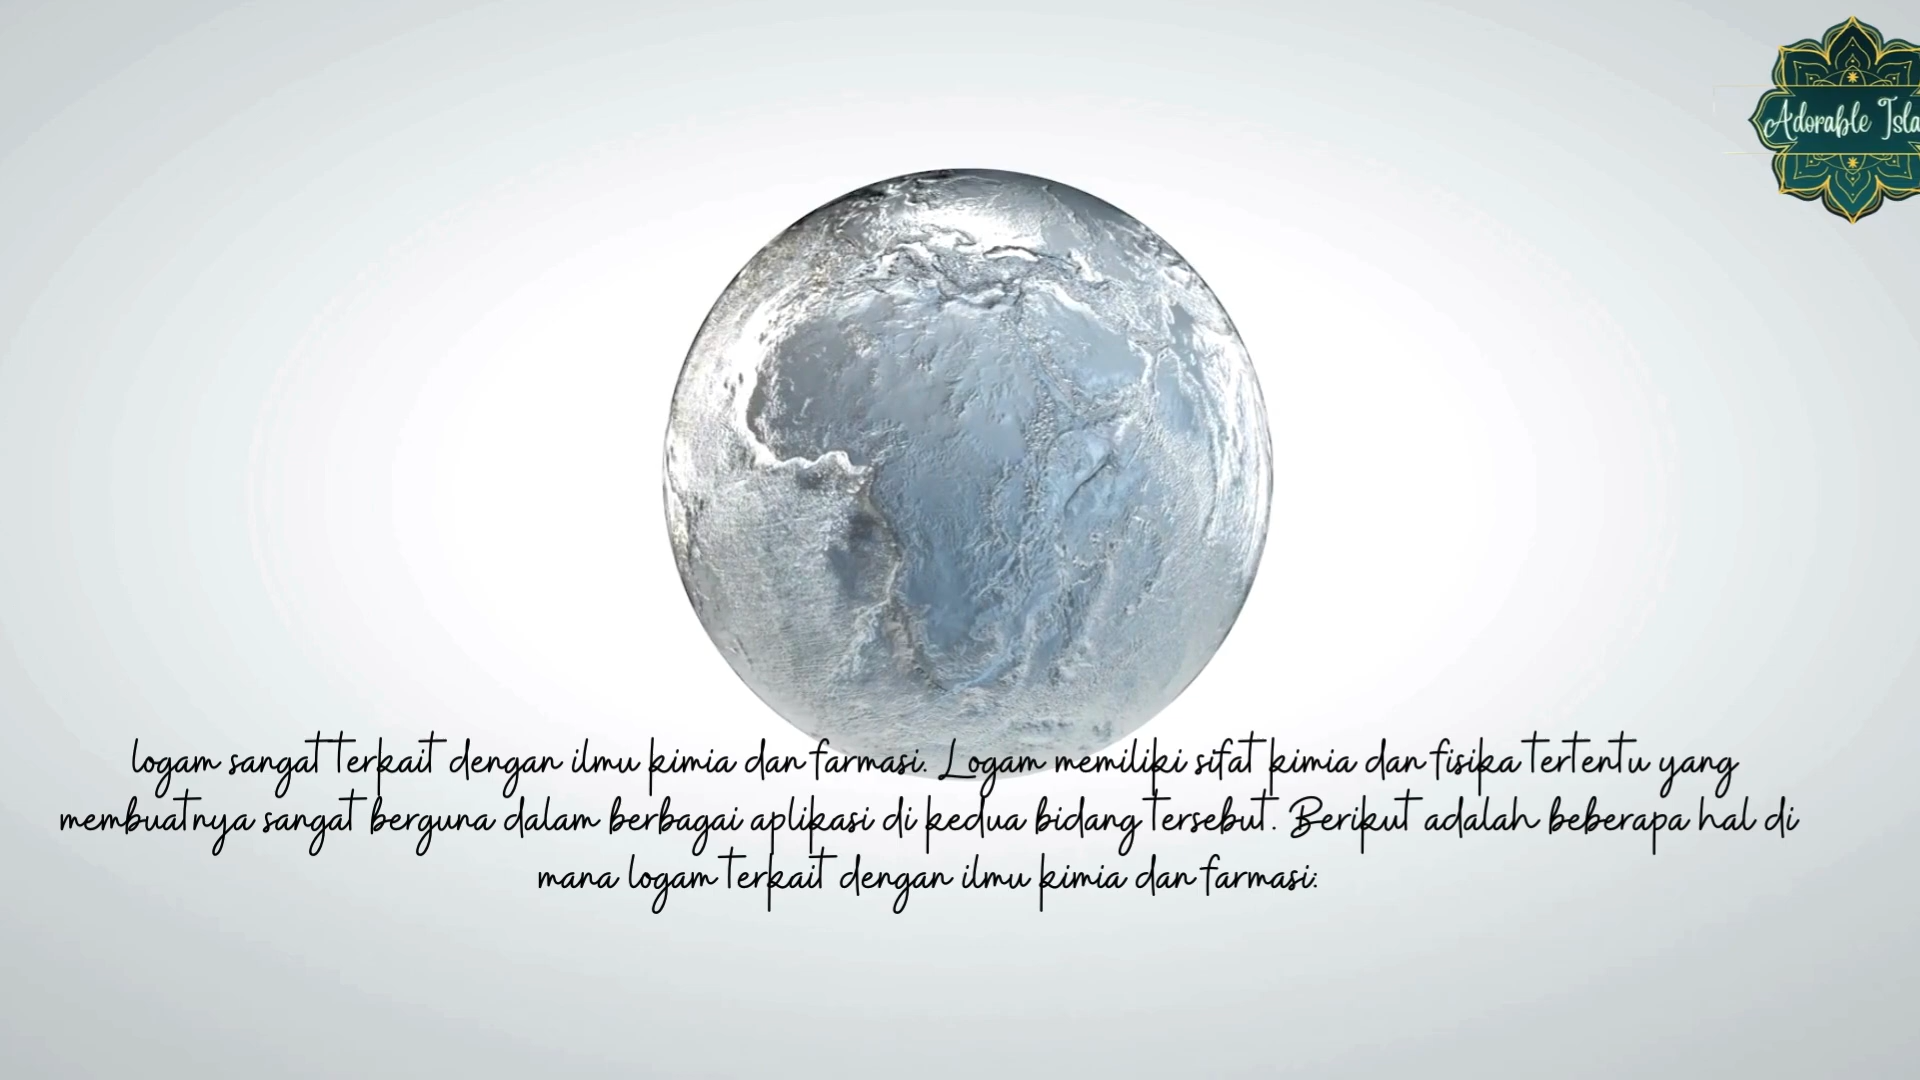 Adorable Isla
logam sangat terkait dengan ilmu kimia dan farmasi. Logam memiliki sifat kimia dan fisika tertentu yang
membuatnya sangat berguna dalam berbagai aplikasi di kedua bidang tersebut. Berikut adalah beberapa hal di
mana logam terkait dengan ilmu kimia dan farmasi: